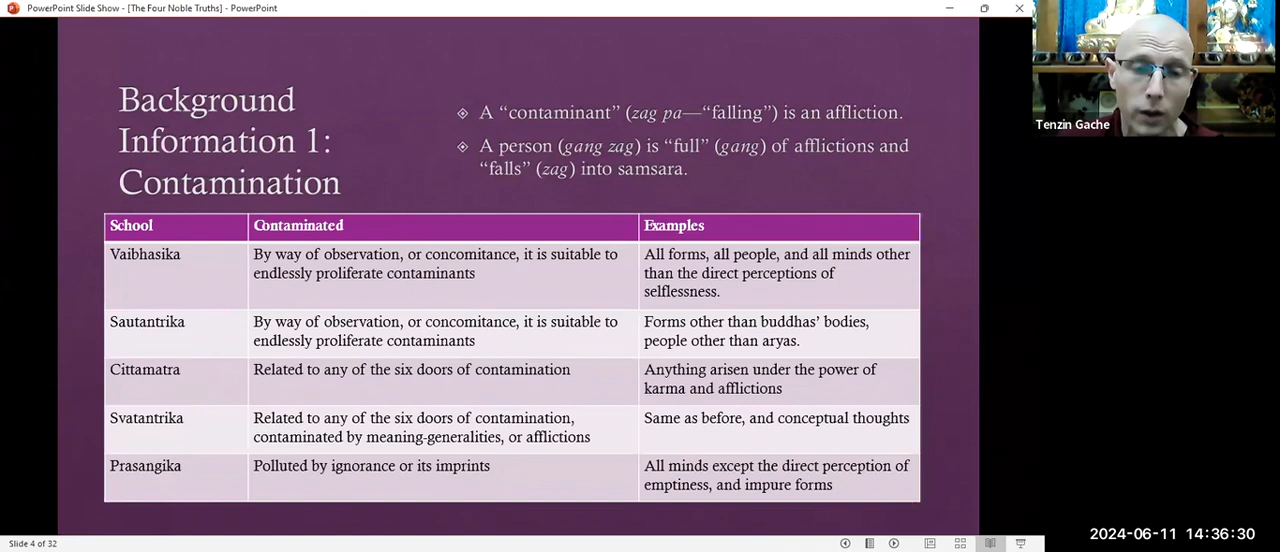 PowerPoint Slide Show - [The Four Noble Truths] - PowerPoint
Background
Information 1:
Contamination
A “contaminant” (zag pa—“falling”) is an affliction.
A person (gang zag) is “full” (gang) of afflictions and
“falls” (zag) into samsara.
School Contaminated Examples
Vaibhasika By way of observation, or concomitance, it is suitable to All forms, all people, and all minds other
endlessly proliferate contaminants than the direct perceptions of
selflessness.
Sautantrika By way of observation, or concomitance, it is suitable to Forms other than buddhas’ bodies,
endlessly proliferate contaminants people other than aryas.
Cittamatra Related to any of the six doors of contamination Anything arisen under the power of
karma and afflictions
Svatantrika Related to any of the six doors of contamination, Same as before, and conceptual thoughts
contaminated by meaning-generalities, or afflictions
Prasangika Polluted by ignorance or its imprints All minds except the direct perception of
emptiness, and impure forms
Tenzin Gache
Slide 4 of 32
2024-06-11 14:36:30